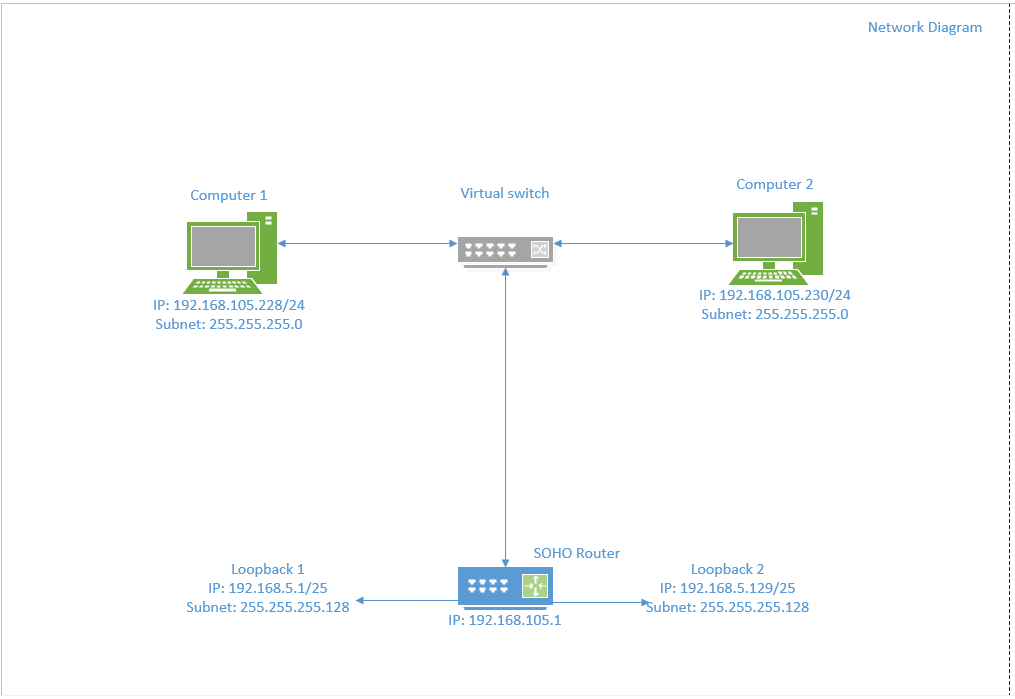 Network Diagram
Computer 1
Virtual switch
Computer 2
IP: 192.168.105.228/24
Subnet: 255.255.255.0
IP: 192.168.105.230/24
Subnet: 255.255.255.0
SOHO Router
Loopback 1
IP: 192.168.5.1/25
Subnet: 255.255.255.128
IP: 192.168.105.1
Loopback 2
IP: 192.168.5.129/25
Subnet: 255.255.255.128